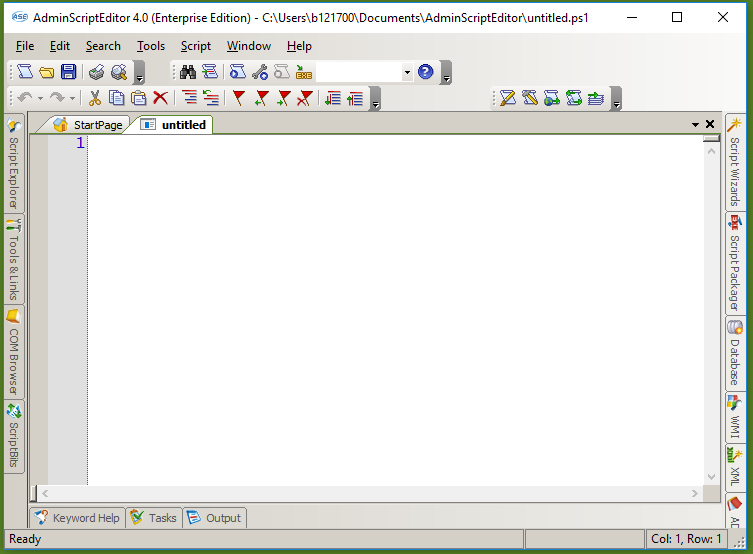 ASE AdminScriptEditor 4.0 (Enterprise Edition) - C:\Users\b121700\Documents\AdminScriptEditor\untitled.ps1
File Edit Search Tools Script Window Help
StartPage untitled
1
Script Explorer
Tools & Links
COM Browser
ScriptBits
Script Wizards
EXE
Script Packager
Database
WMI
XML
Keyword Help Tasks Output
Ready Col: 1, Row: 1